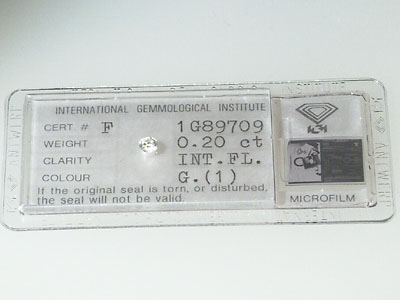 INTERNATIONAL GEMMOLOGICAL INSTITUTE
CERT. # F 1G89709
WEIGHT 0.20 ct
CLARITY INT.FL.
COLOUR G.(1)
If the original seal is torn, or disturbed,
the seal will not be valid.
IGI
MICROFILM